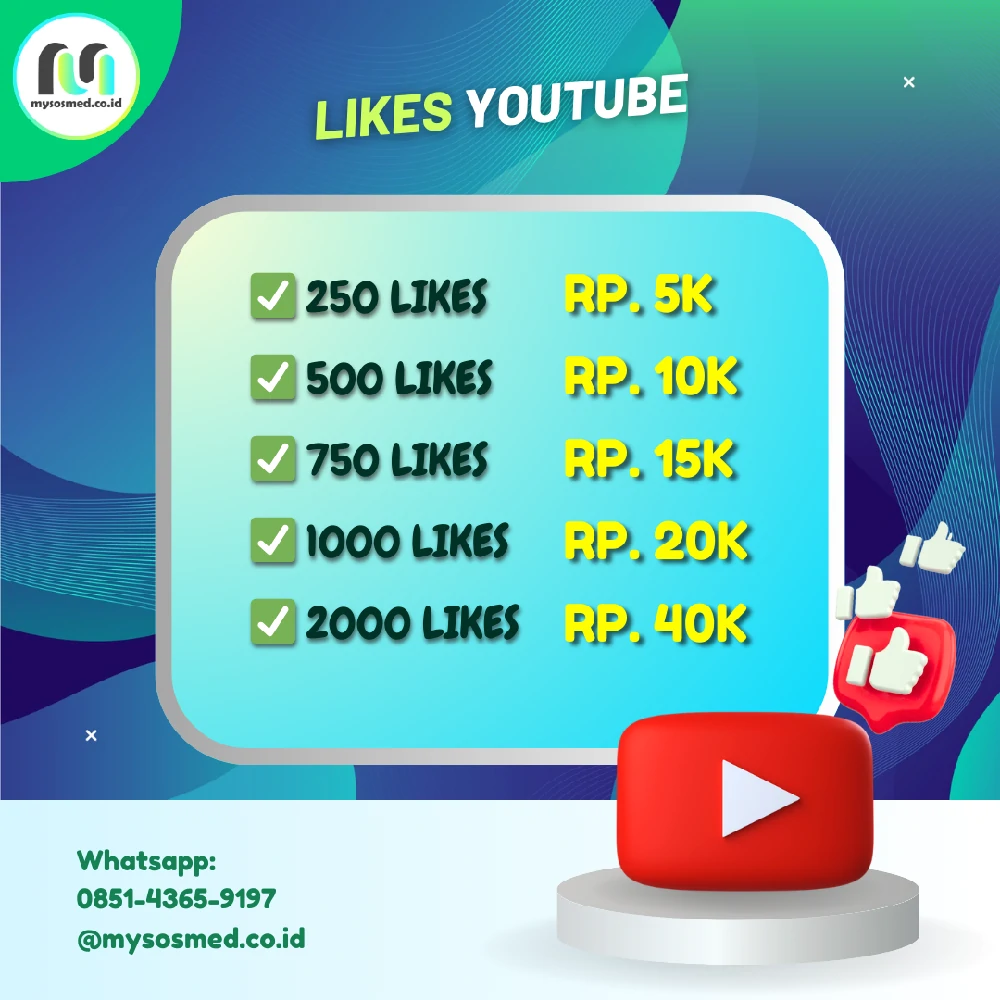 mysosmed.co.id
LIKES YOUTUBE
250 LIKES RP. 5K
500 LIKES RP. 10K
750 LIKES RP. 15K
1000 LIKES RP. 20K
2000 LIKES RP. 40K
Whatsapp:
0851-4365-9197
@mysosmed.co.id